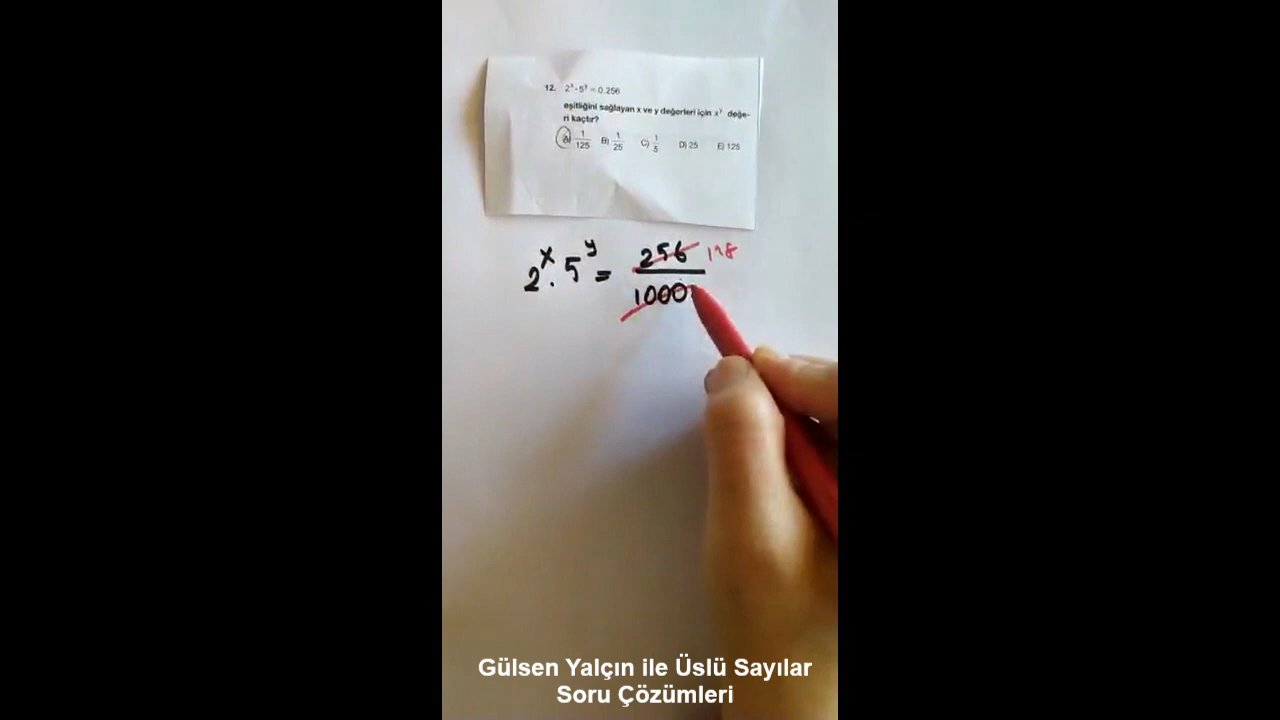 12. 2ˣ·5ʸ = 0.256
eşitliğini sağlayan x ve y değerleri için xʸ değe-
ri kaçtır?
A) 1/125 B) 1/25 C) 1/5 D) 25 E) 125
2ˣ.5ʸ = 256/1000 128
Gülsen Yalçın ile Üslü Sayılar
Soru Çözümleri